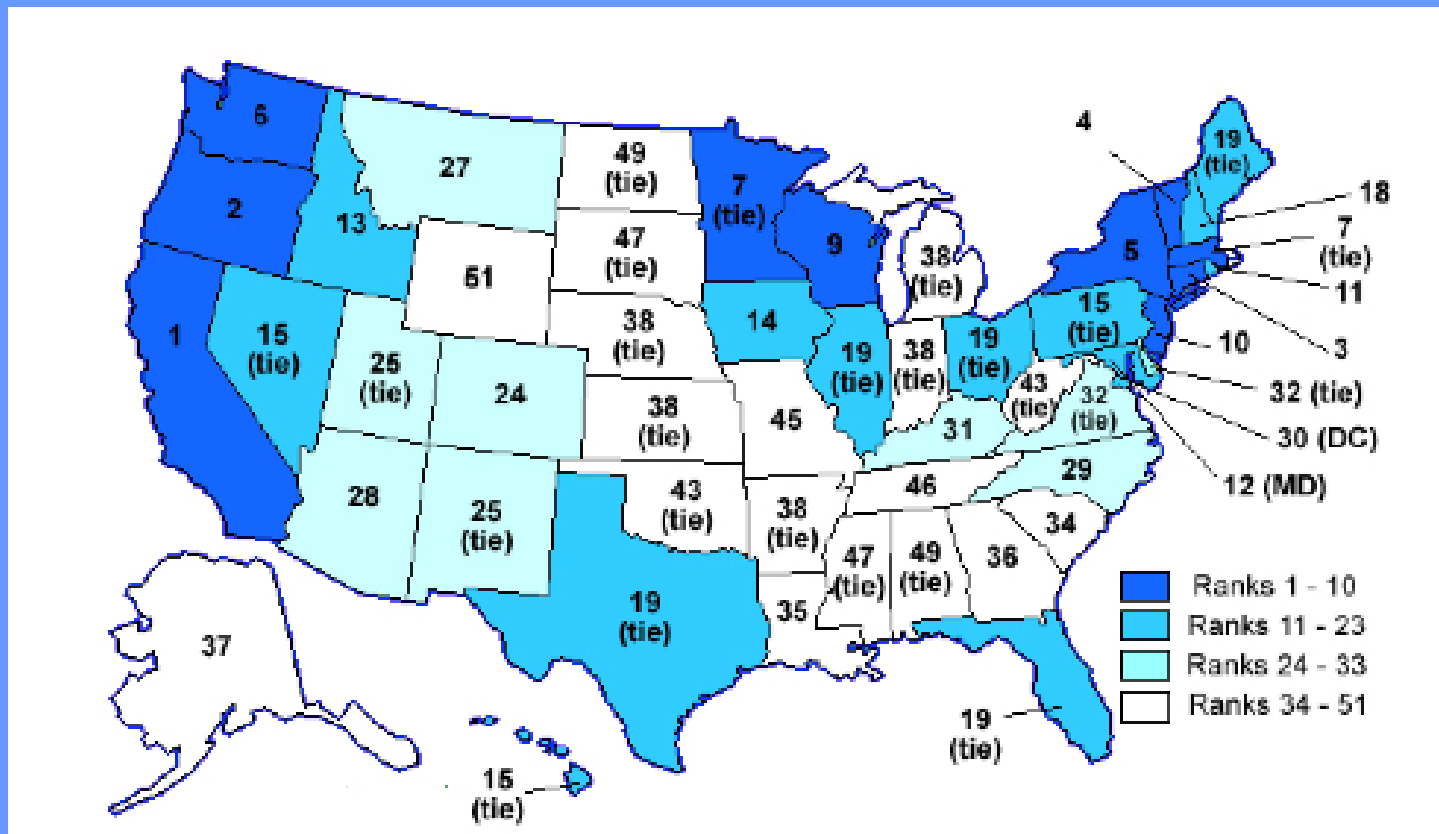 6
2
1
13
27
49
(tie)
7
(tie)
47
(tie)
51
9
38
(tie)
15
(tie)
25
(tie)
24
38
(tie)
14
19
(tie)
38
(tie)
19
(tie)
15
(tie)
5
4
19
(tie)
18
7
(tie)
11
3
10
32 (tie)
30 (DC)
12 (MD)
28
25
(tie)
38
(tie)
45
31
43
(tie)
32
(tie)
43
(tie)
38
(tie)
46
29
34
19
(tie)
35
47
(tie)
49
(tie)
36
37
15
(tie)
19
(tie)
Ranks 1 - 10
Ranks 11 - 23
Ranks 24 - 33
Ranks 34 - 51